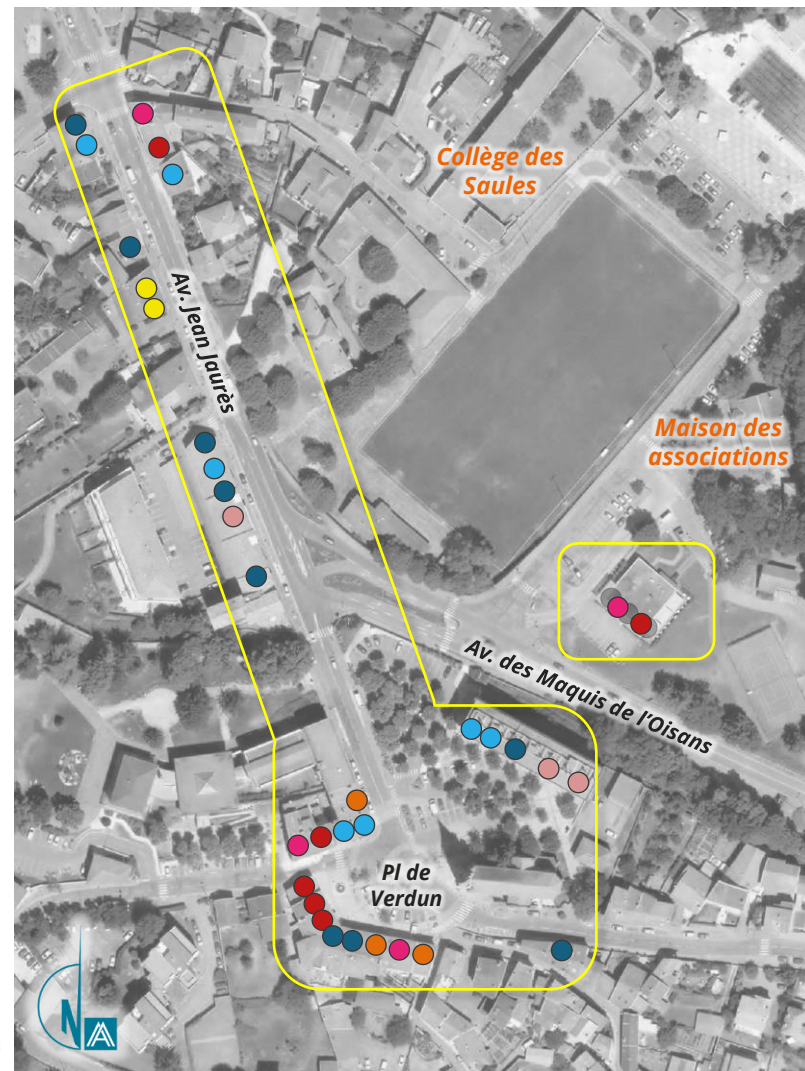 Collège des
Saules
Av. Jean Jaurès
Maison des
associations
Av. des Maquis de l'Oisans
Pl de
Verdun
N